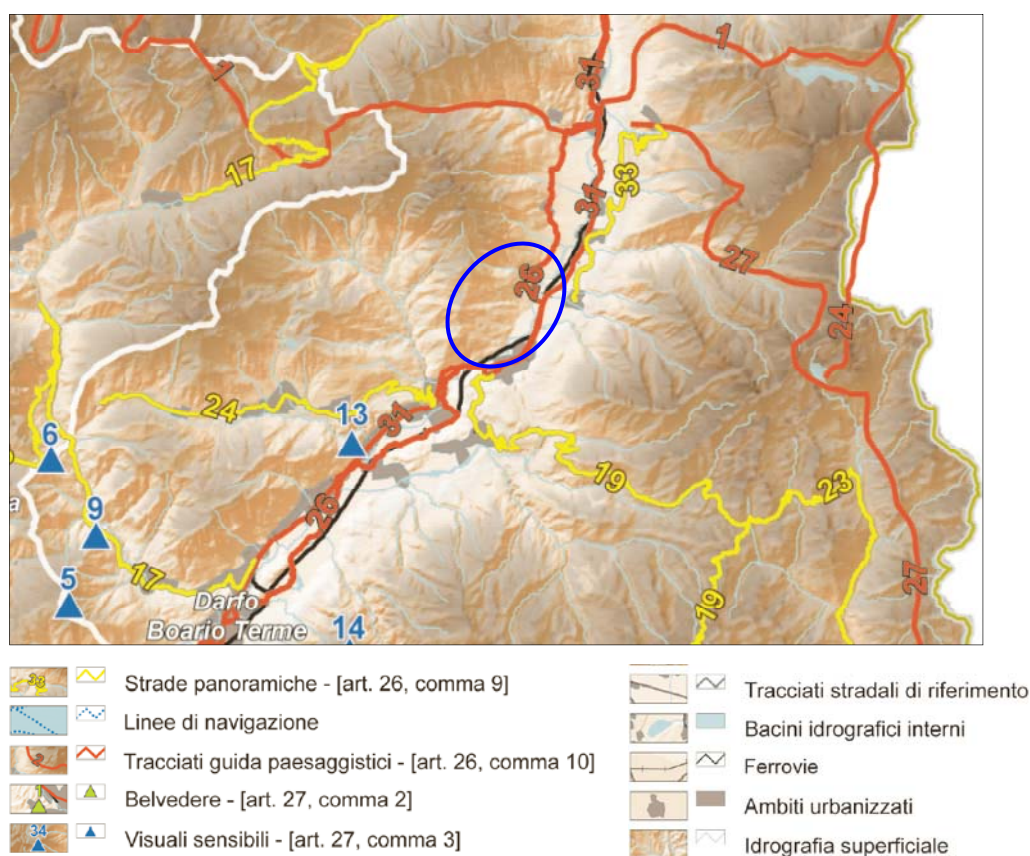 1
31
1
17
33
31
27
26
24
24
13
31
6
19
23
a
9
26
17
27
5
19
Darfo
Boario Terme
14
33
Strade panoramiche - [art. 26, comma 9]
Linee di navigazione
Tracciati guida paesaggistici - [art. 26, comma 10]
Belvedere - [art. 27, comma 2]
34
Visuali sensibili - [art. 27, comma 3]
Tracciati stradali di riferimento
Bacini idrografici interni
Ferrovie
Ambiti urbanizzati
Idrografia superficiale